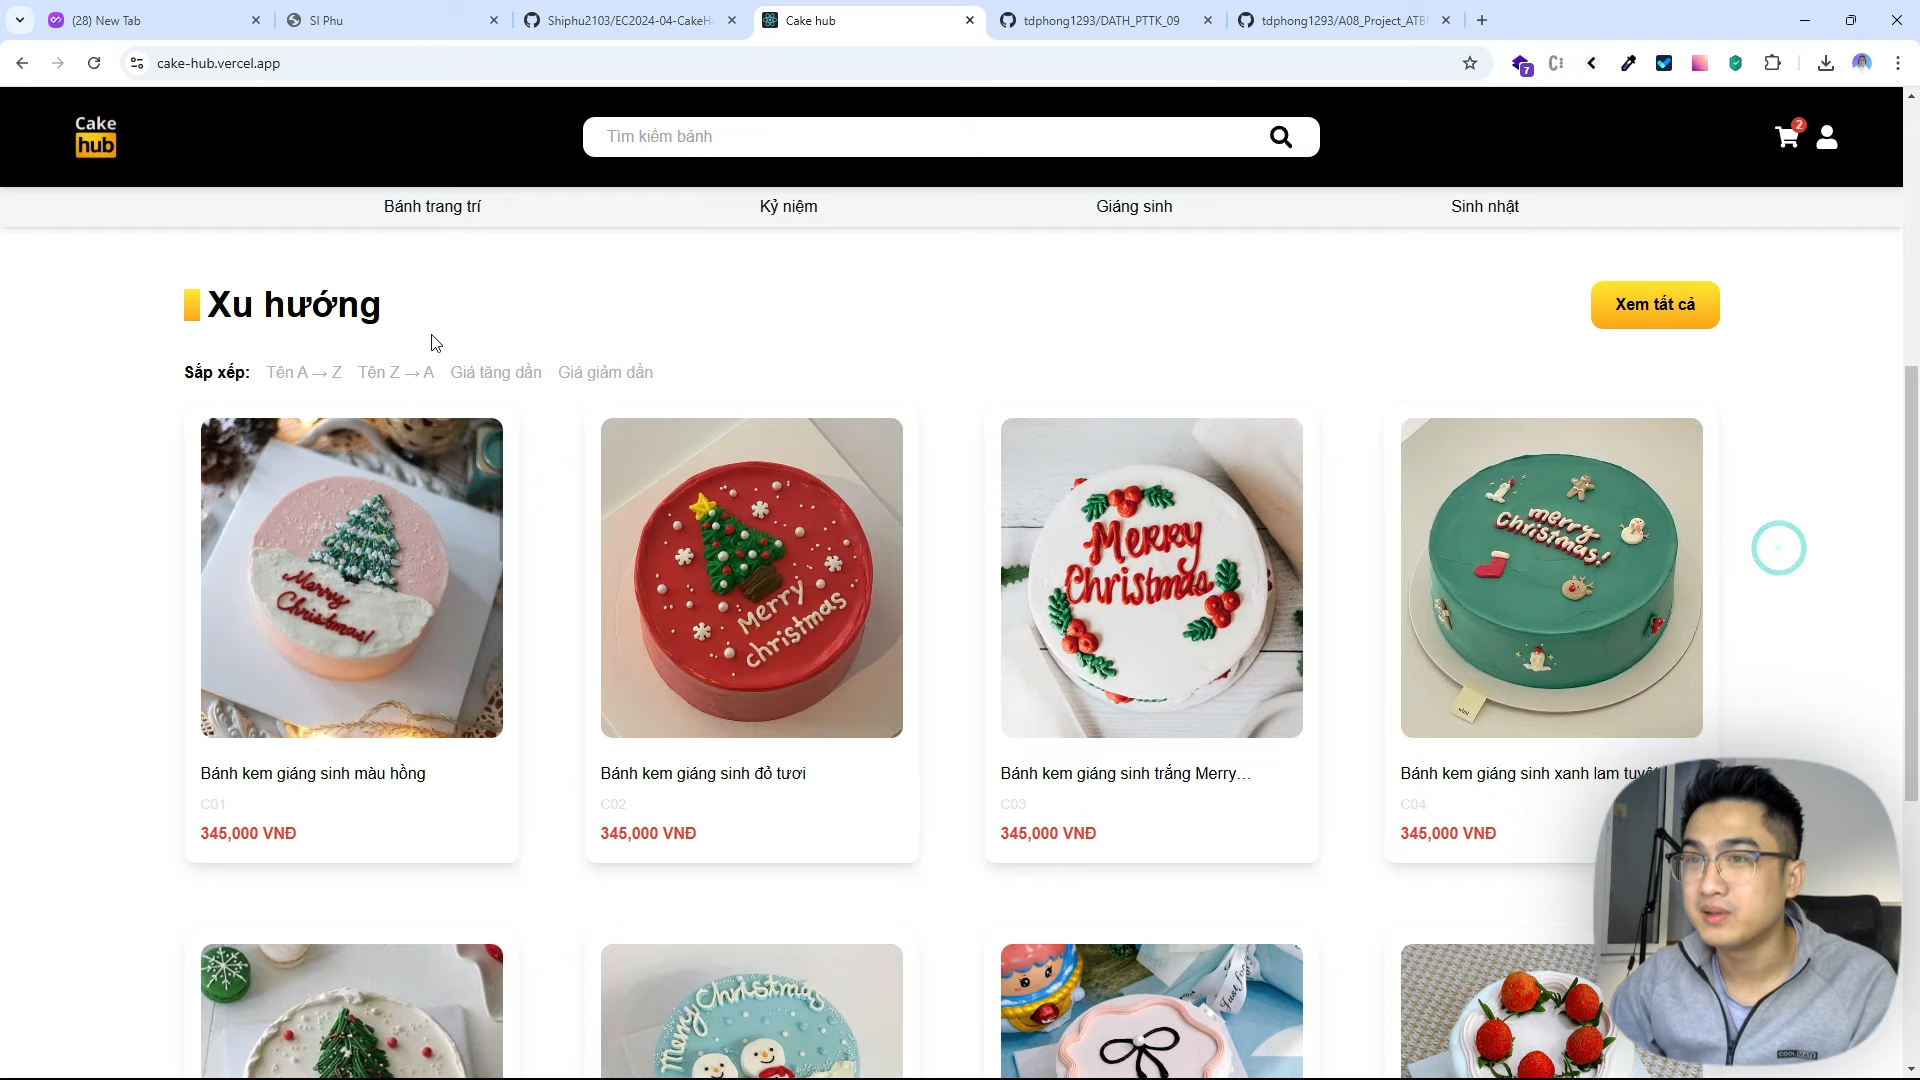 (28) New Tab
SI Phu
Shiphu2103/EC2024-04-CakeH
Cake hub
tdphong1293/DATH_PTTK_09
tdphong1293/A08_Project_ATB
cake-hub.vercel.app
7
Cake
hub
Tìm kiếm bánh
2
Bánh trang trí
Kỷ niệm
Giáng sinh
Sinh nhật
Xu hướng
Xem tất cả
Sắp xếp: Tên A → Z Tên Z → A Giá tăng dần Giá giảm dần
Merry
Christmas!
Merry
christmas
Merry
Christmas
merry
Christmas!
Bánh kem giáng sinh màu hồng
C01
345,000 VNĐ
Bánh kem giáng sinh đỏ tươi
C02
345,000 VNĐ
Bánh kem giáng sinh trắng Merry…
C03
345,000 VNĐ
Bánh kem giáng sinh xanh lam
C04
345,000 VNĐ
Merry Christmas
Just for you
COOLMATE